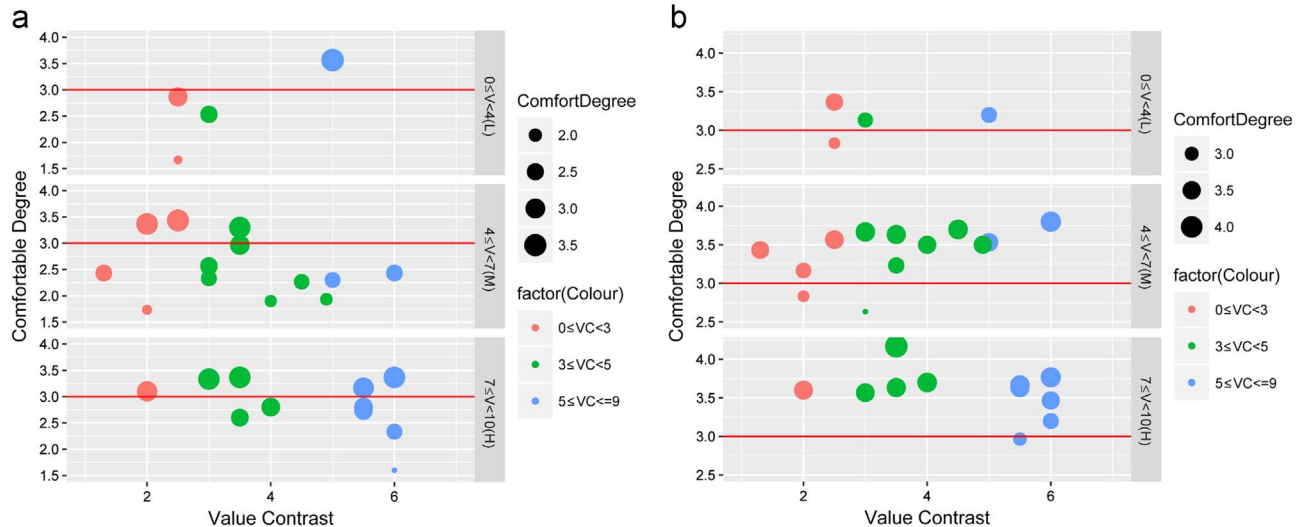 a
Comfortable Degree
4.0
3.5
3.0
2.5
2.0
1.5
0≤V<4(L)
4.0
3.5
3.0
2.5
2.0
1.5
4≤V<7(M)
4.0
3.5
3.0
2.5
2.0
1.5
7≤V<10(H)
2
4
6
Value Contrast
ComfortDegree
2.0
2.5
3.0
3.5
factor(Colour)
0≤VC<3
3≤VC<5
5≤VC<=9
b
Comfortable Degree
4.0
3.5
3.0
2.5
0≤V<4(L)
4.0
3.5
3.0
2.5
4≤V<7(M)
4.0
3.5
3.0
2.5
7≤V<10(H)
2
4
6
Value Contrast
ComfortDegree
3.0
3.5
4.0
factor(Colour)
0≤VC<3
3≤VC<5
5≤VC<=9